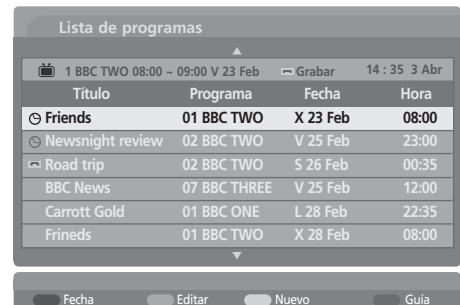 Lista de programas
1 BBC TWO 08:00 ~ 09:00 V 23 Feb Grabar 14 : 35 3 Abr
Título Programa Fecha Hora
Friends 01 BBC TWO X 23 Feb 08:00
Newsnight review 02 BBC TWO V 25 Feb 23:00
Road trip 02 BBC TWO S 26 Feb 00:35
BBC News 07 BBC THREE V 25 Feb 12:00
Carrott Gold 01 BBC ONE L 28 Feb 22:35
Frineds 01 BBC TWO X 28 Feb 08:00
Fecha Editar Nuevo Guía